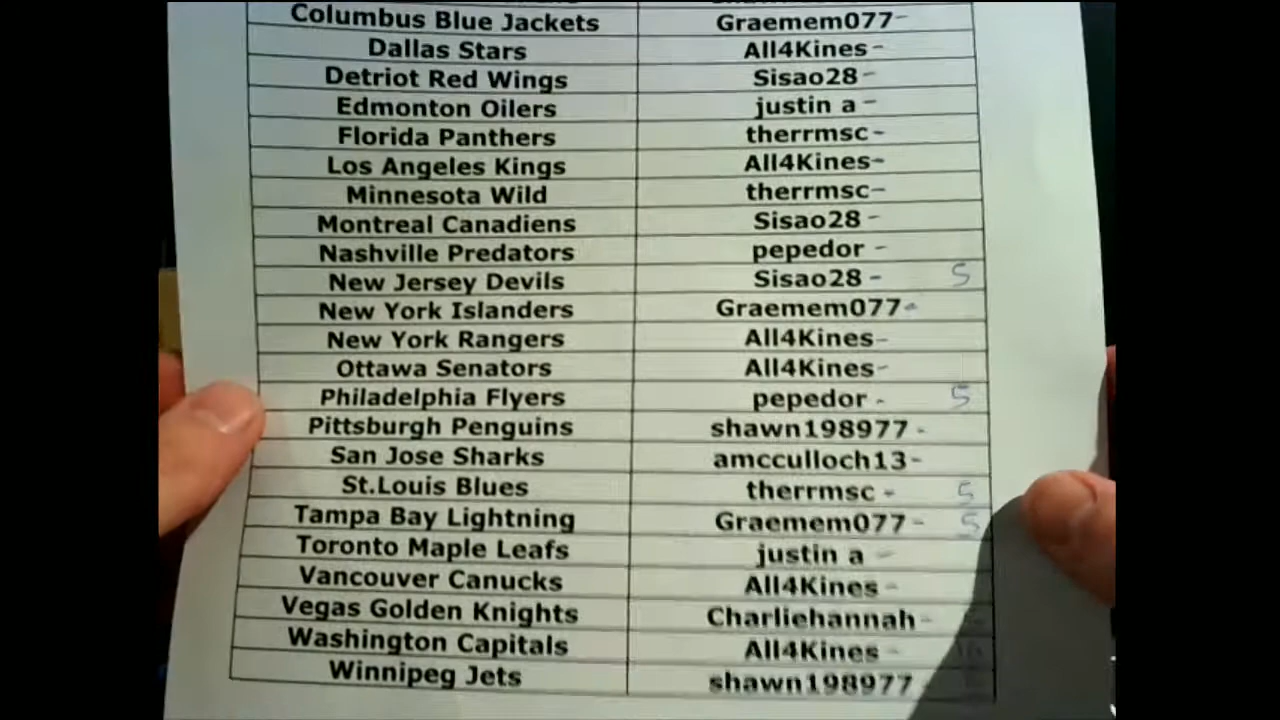 Columbus Blue Jackets Graemem077-
Dallas Stars All4Kines -
Detriot Red Wings Sisao28 -
Edmonton Oilers justin a -
Florida Panthers therrmsc -
Los Angeles Kings All4Kines-
Minnesota Wild therrmsc-
Montreal Canadiens Sisao28 -
Nashville Predators pepedor -
New Jersey Devils Sisao28 - 5
New York Islanders Graemem077-
New York Rangers All4Kines-
Ottawa Senators All4Kines-
Philadelphia Flyers pepedor - 5
Pittsburgh Penguins shawn198977 -
San Jose Sharks amcculloch13-
St.Louis Blues therrmsc - 5
Tampa Bay Lightning Graemem077 - 5
Toronto Maple Leafs justin a -
Vancouver Canucks All4Kines -
Vegas Golden Knights Charliehannah -
Washington Capitals All4Kines -
Winnipeg Jets shawn198977